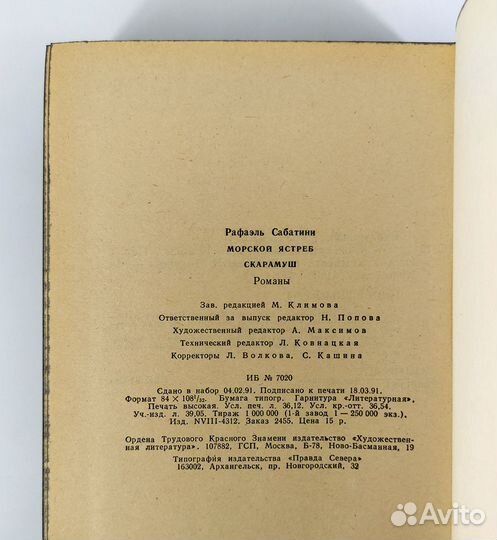 Рафаэль Сабатини
МОРСКОЙ ЯСТРЕБ
СКАРАМУШ
Романы
Зав. редакцией М. Климова
Ответственный за выпуск редактор Н. Попова
Художественный редактор А. Максимов
Технический редактор Л. Ковнацкая
Корректоры Л. Волкова, С. Кашина
ИБ № 7020
Сдано в набор 04.02.91. Подписано к печати 18.03.91.
Формат 84 × 108¹/₃₂. Бумага типогр. Гарнитура «Литературная».
Печать высокая. Усл. печ. л. 36,12. Усл. кр.-отт. 36,54.
Уч.-изд. л. 39,05. Тираж 1 000 000 (1-й завод 1 — 250 000 экз.).
Изд. NVIII-4312. Заказ 2455. Цена 15 р.
Ордена Трудового Красного Знамени издательство «Художествен-
ная литература». 107882, ГСП, Москва, Б-78, Ново-Басманная, 19
Типография издательства «Правда Севера»
163002, Архангельск, пр. Новгородский, 32
Avito